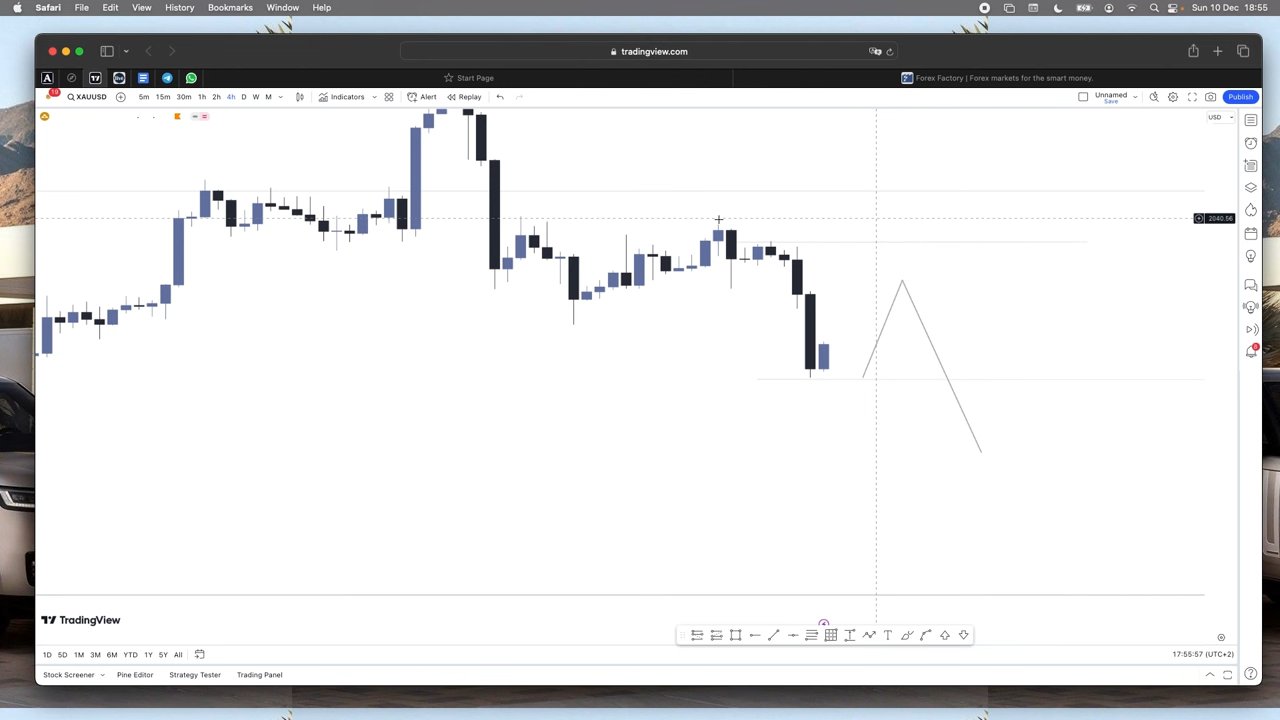 Safari File Edit View History Bookmarks Window Help Sun 10 Dec 18:55
tradingview.com
Start Page Forex Factory | Forex markets for the smart money.
19
XAUUSD 5m 15m 30m 1h 2h 4h D W M Indicators Alert Replay Unnamed Save Publish
USD
2040.56
TradingView
1D 5D 1M 3M 6M YTD 1Y 5Y All 17:55:57 (UTC+2)
Stock Screener Pine Editor Strategy Tester Trading Panel